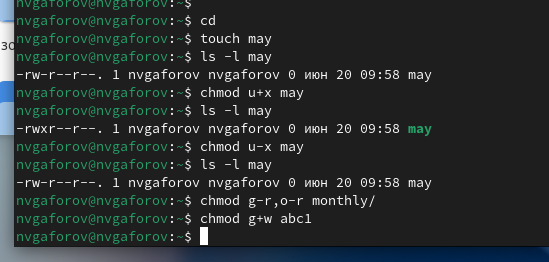 nvgaforov@nvgaforov:~$
nvgaforov@nvgaforov:~$ cd
nvgaforov@nvgaforov:~$ touch may
nvgaforov@nvgaforov:~$ ls -l may
-rw-r--r--. 1 nvgaforov nvgaforov 0 июн 20 09:58 may
nvgaforov@nvgaforov:~$ chmod u+x may
nvgaforov@nvgaforov:~$ ls -l may
-rwxr--r--. 1 nvgaforov nvgaforov 0 июн 20 09:58 may
nvgaforov@nvgaforov:~$ chmod u-x may
nvgaforov@nvgaforov:~$ ls -l may
-rw-r--r--. 1 nvgaforov nvgaforov 0 июн 20 09:58 may
nvgaforov@nvgaforov:~$ chmod g-r,o-r monthly/
nvgaforov@nvgaforov:~$ chmod g+w abc1
nvgaforov@nvgaforov:~$